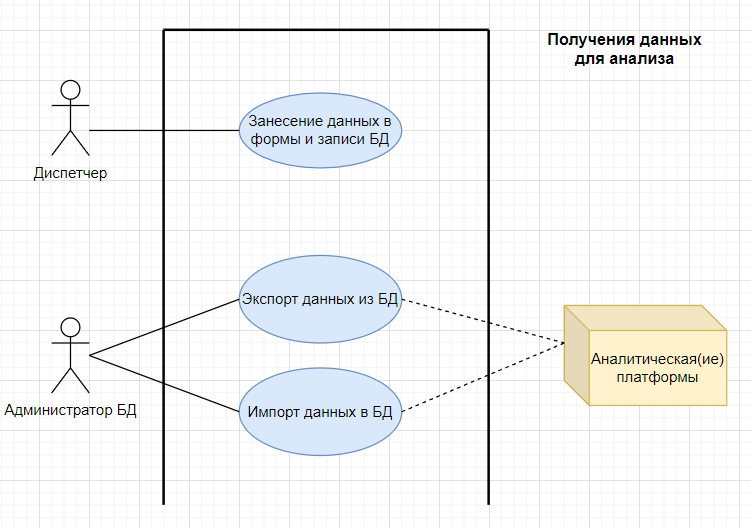 Получения данных
для анализа
Занесение данных в
формы и записи БД
Диспетчер
Экспорт данных из БД
Аналитическая(ие)
платформы
Администратор БД
Импорт данных в БД